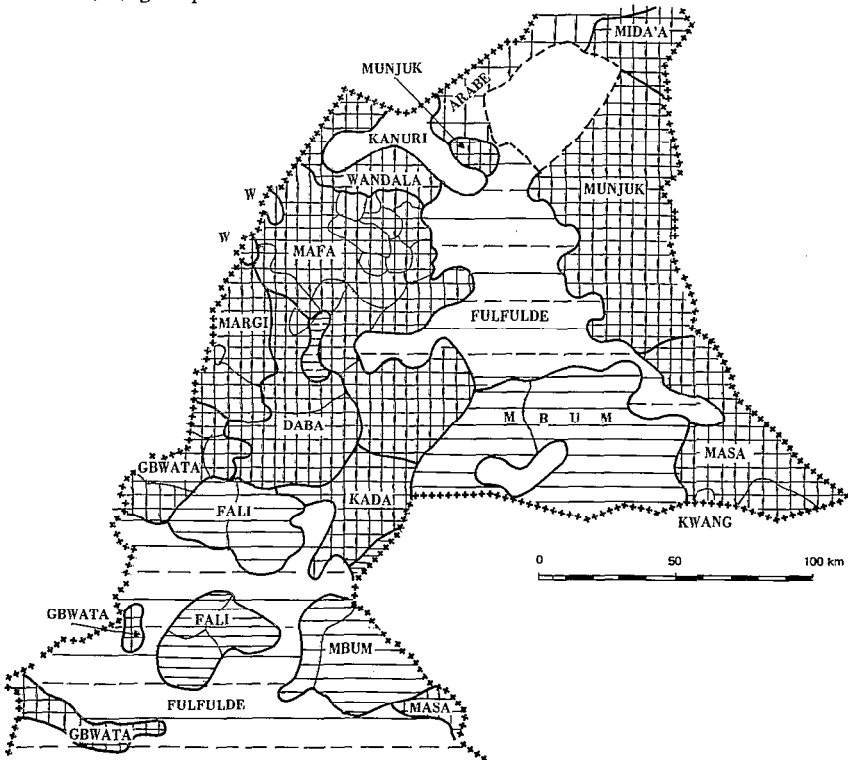 MIDA'A
MUNJUK
ARABE
KANURI
WANDALA
MUNJUK
W
W
MAFA
MARGI
FULFULDE
DABA
M B U M
MASA
GBWATA
KADA
FALI
KWANG
0 50 100 km
GBWATA
FALI
MBUM
FULFULDE
MASA
GBWATA